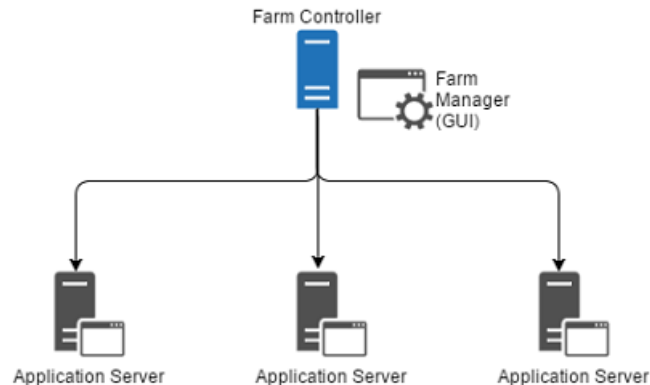 Farm Controller
Farm
Manager
(GUI)
Application Server
Application Server
Application Server